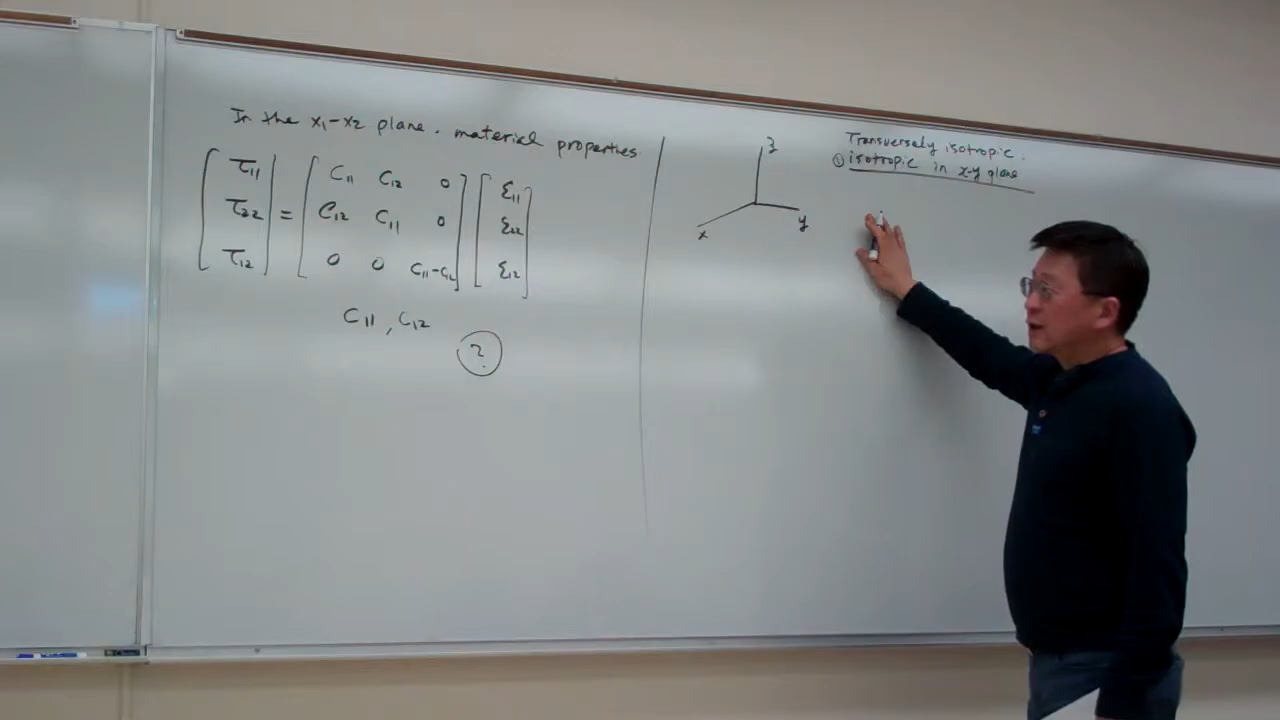 In the x1-x2 plane. material properties.
[τ11 τ22 τ12] = [C11 C12 0 C12 C11 0 0 0 C11-C12] [ε11 ε22 ε12]
C11, C12
?
z
y
x
Transversely isotropic.
① isotropic in x-y plane